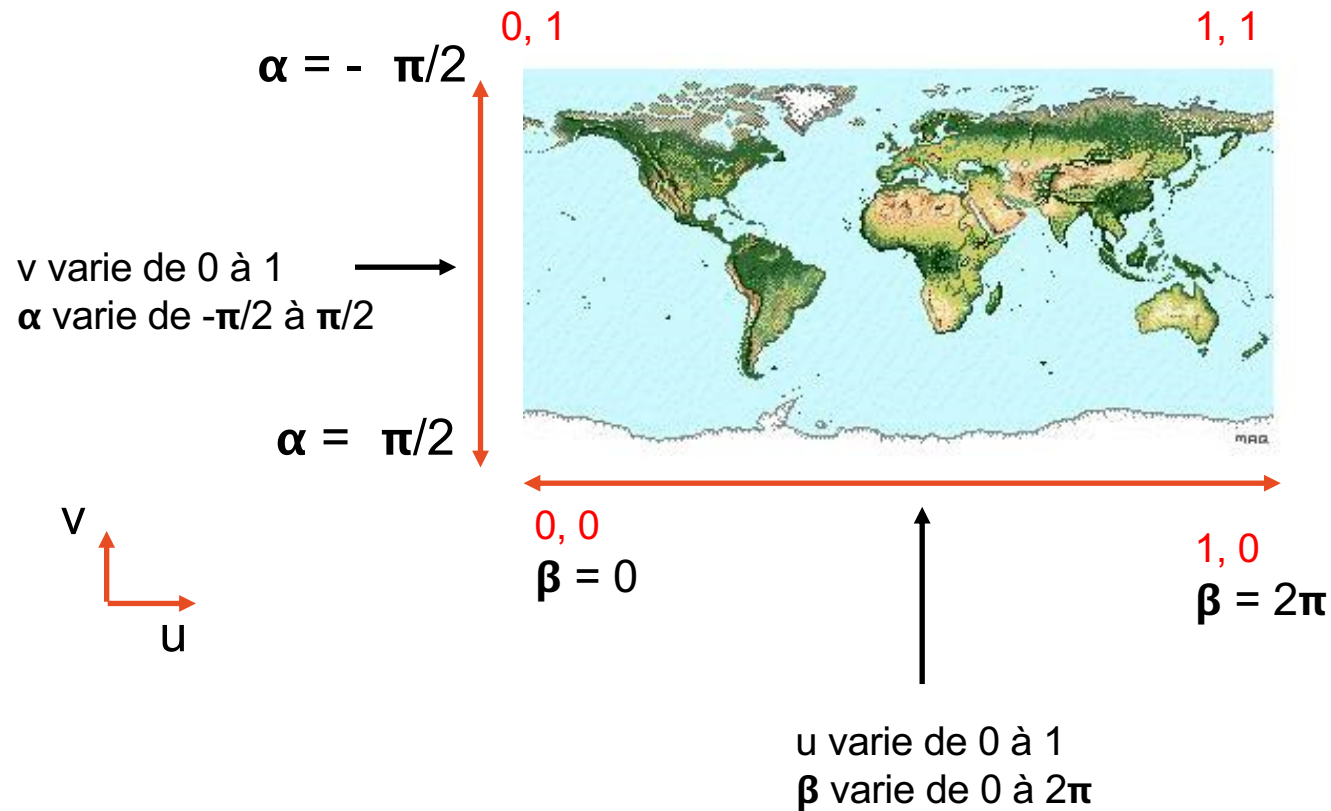 0, 1
1, 1
α = - π/2
v varie de 0 à 1
α varie de -π/2 à π/2
α = π/2
MAQ
v
u
0, 0
β = 0
1, 0
β = 2π
u varie de 0 à 1
β varie de 0 à 2π